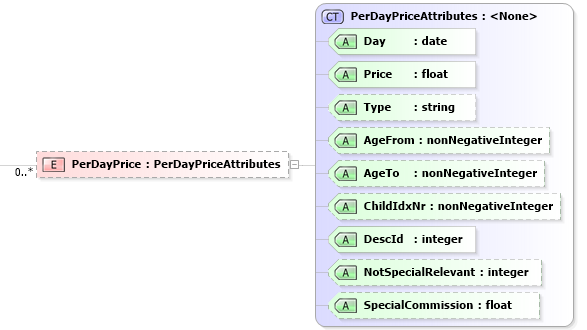 CT PerDayPriceAttributes : <None>
A Day : date
A Price : float
A Type : string
A AgeFrom : nonNegativeInteger
E PerDayPrice : PerDayPriceAttributes
0..*
A AgeTo : nonNegativeInteger
A ChildIdxNr : nonNegativeInteger
A DescId : integer
A NotSpecialRelevant : integer
A SpecialCommission : float